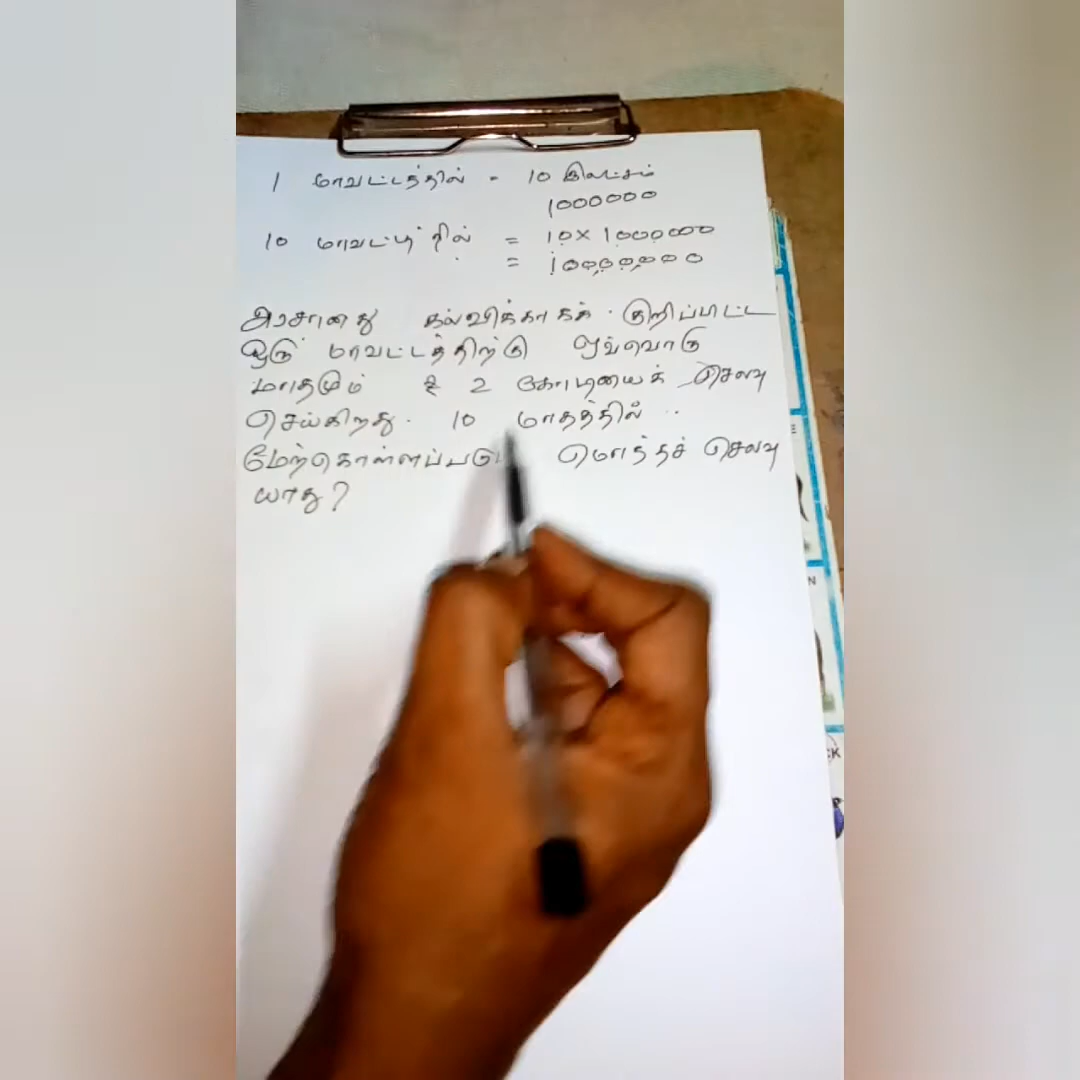 1 மாவட்டத்தில் = 10 இலட்சம்
1000000
10 மாவட்டத்தில் = 10 x 1000000
= 10000000
அரசானது கல்விக்காகக் குறிப்பிட்ட
ஒரு மாவட்டத்திற்கு ஒவ்வொரு
மாதமும் ₹ 2 கோடியைக் செலவு
செய்கிறது. 10 மாதத்தில்
மேற்கொள்ளப்படும் மொத்தச் செலவு
யாது?